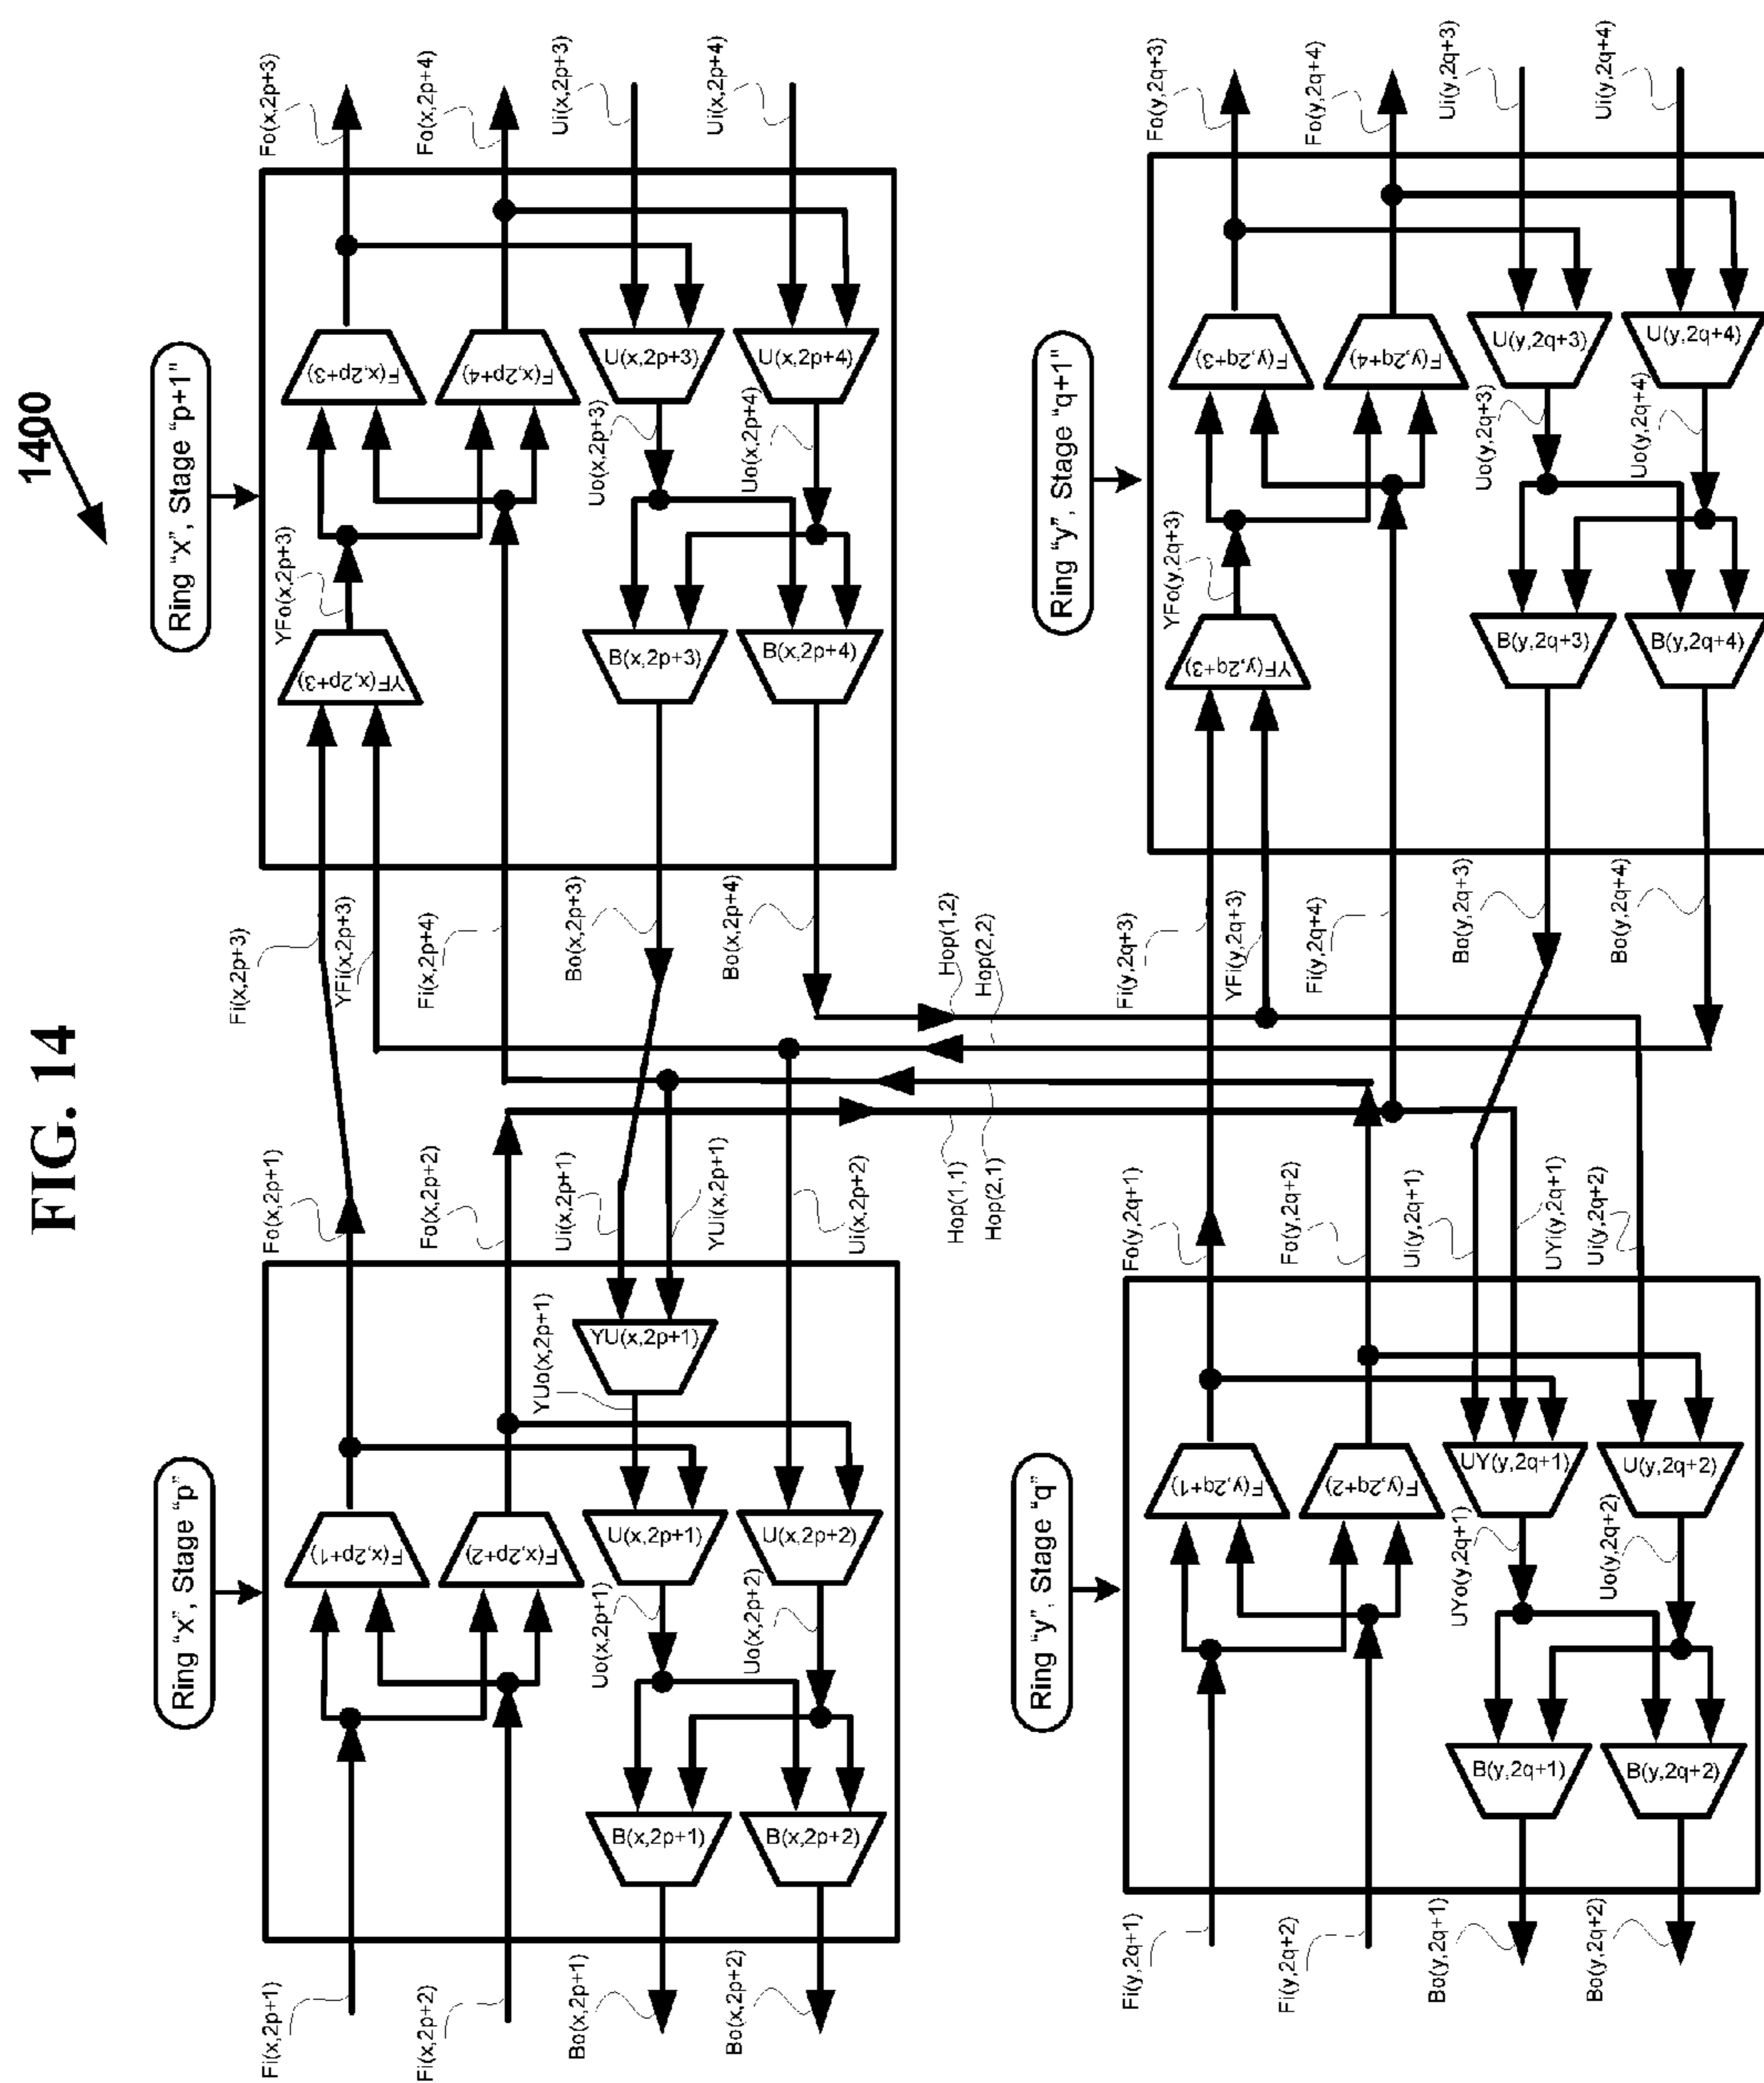 FIG. 14
1400
Ring "x", Stage "p"
Fi(x,2p+1)
Fi(x,2p+2)
Bo(x,2p+1)
Bo(x,2p+2)
F(x,2p+1)
F(x,2p+2)
U(x,2p+1)
U(x,2p+2)
Uo(x,2p+1)
Uo(x,2p+2)
B(x,2p+1)
B(x,2p+2)
YU(x,2p+1)
YUo(x,2p+1)
Fo(x,2p+1)
Fo(x,2p+2)
Ui(x,2p+1)
YUi(x,2p+1)
Ui(x,2p+2)
Ring "x", Stage "p+1"
Fi(x,2p+3)
YFi(x,2p+3)
Fi(x,2p+4)
Bo(x,2p+3)
Bo(x,2p+4)
YF(x,2p+3)
YFo(x,2p+3)
F(x,2p+3)
F(x,2p+4)
U(x,2p+3)
U(x,2p+4)
Uo(x,2p+3)
Uo(x,2p+4)
B(x,2p+3)
B(x,2p+4)
Fo(x,2p+3)
Fo(x,2p+4)
Ui(x,2p+3)
Ui(x,2p+4)
Hop(1,1)
Hop(2,1)
Hop(1,2)
Hop(2,2)
Ring "y", Stage "q"
Fi(y,2q+1)
Fi(y,2q+2)
Bo(y,2q+1)
Bo(y,2q+2)
F(y,2q+1)
F(y,2q+2)
UY(y,2q+1)
U(y,2q+2)
UYo(y,2q+1)
Uo(y,2q+2)
B(y,2q+1)
B(y,2q+2)
Fo(y,2q+1)
Fo(y,2q+2)
Ui(y,2q+1)
UYi(y,2q+1)
Ui(y,2q+2)
Ring "y", Stage "q+1"
Fi(y,2q+3)
YFi(y,2q+3)
Fi(y,2q+4)
Bo(y,2q+3)
Bo(y,2q+4)
YF(y,2q+3)
YFo(y,2q+3)
F(y,2q+3)
F(y,2q+4)
U(y,2q+3)
U(y,2q+4)
Uo(y,2q+3)
Uo(y,2q+4)
B(y,2q+3)
B(y,2q+4)
Fo(y,2q+3)
Fo(y,2q+4)
Ui(y,2q+3)
Ui(y,2q+4)